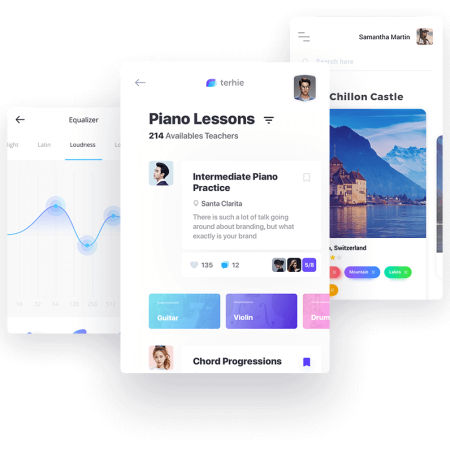 Samantha Martin
Search here
Chillon Castle
Switzerland
Mountain
Lakes
terhie
Piano Lessons
214 Availables Teachers
Intermediate Piano
Practice
Santa Clarita
There is such a lot of talk going
around about branding, but what
exactly is your brand
135
12
5/8
Guitar
Violin
Drum
Chord Progressions
Equalizer
light
Latin
Loudness
Lo